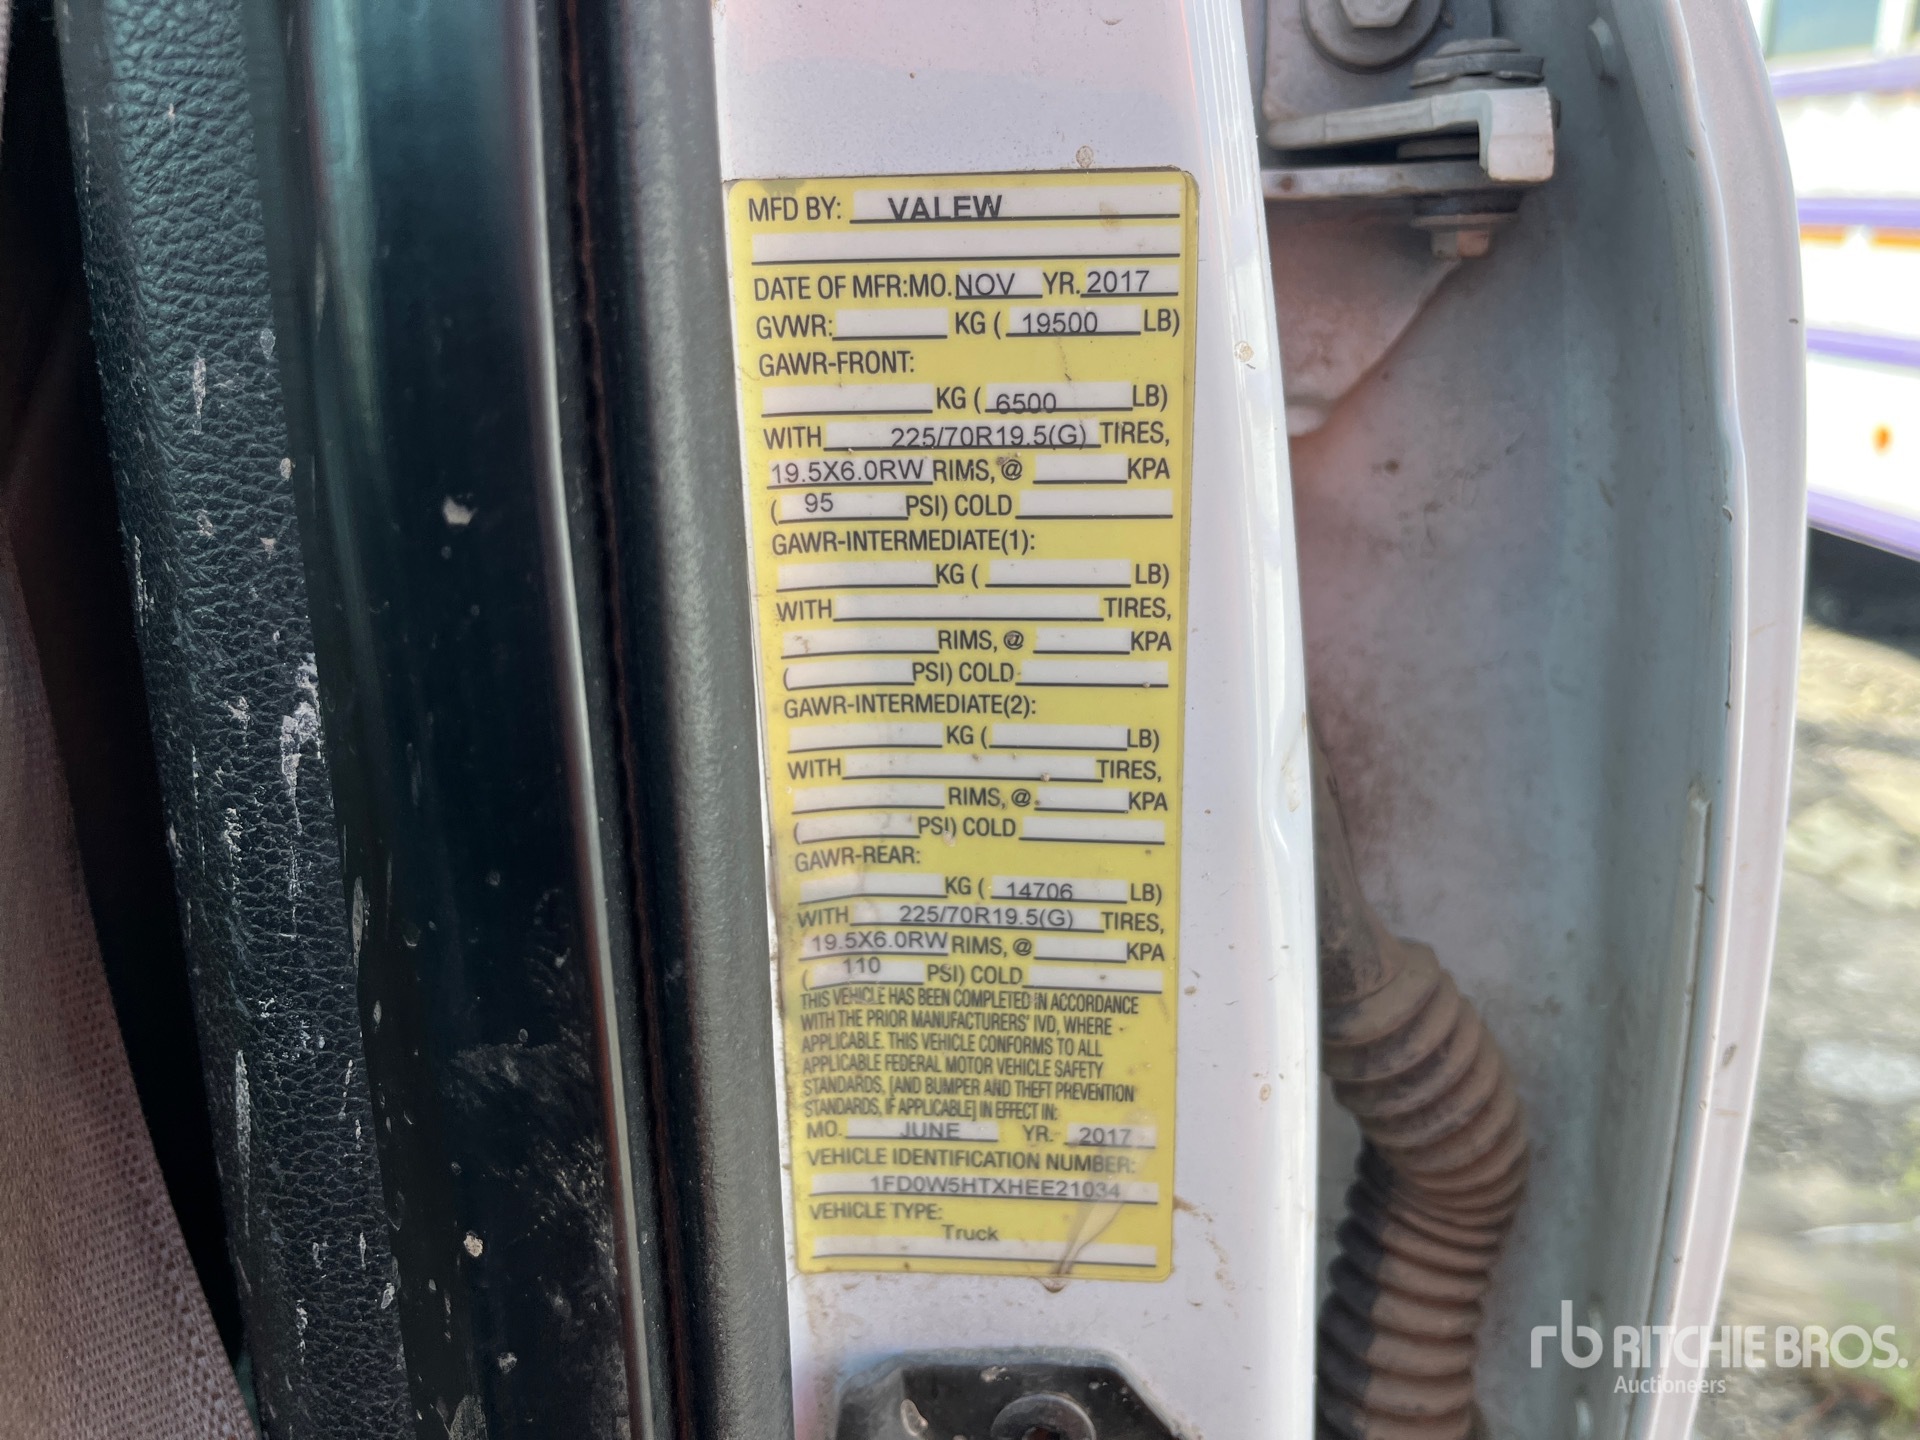 MFD BY: VALEW
DATE OF MFR:MO. NOV YR. 2017
GVWR: KG ( 19500 LB)
GAWR-FRONT:
KG ( 6500 LB)
WITH 225/70R19.5(G) TIRES,
19.5X6.0RW RIMS, @ KPA
( 95 PSI) COLD
GAWR-INTERMEDIATE(1):
KG ( LB)
WITH TIRES,
RIMS, @ KPA
( PSI) COLD
GAWR-INTERMEDIATE(2):
KG ( LB)
WITH TIRES,
RIMS, @ KPA
( PSI) COLD
GAWR-REAR:
KG ( 14706 LB)
WITH 225/70R19.5(G) TIRES,
19.5X6.0RW RIMS, @ KPA
( 110 PSI) COLD
THIS VEHICLE HAS BEEN COMPLETED IN ACCORDANCE
WITH THE PRIOR MANUFACTURERS' IVD, WHERE
APPLICABLE. THIS VEHICLE CONFORMS TO ALL
APPLICABLE FEDERAL MOTOR VEHICLE SAFETY
STANDARDS, [AND BUMPER AND THEFT PREVENTION
STANDARDS, IF APPLICABLE] IN EFFECT IN:
MO. JUNE YR. 2017
VEHICLE IDENTIFICATION NUMBER:
1FD0W5HTXHEE21034
VEHICLE TYPE:
Truck
rb RITCHIE BROS.
Auctioneers